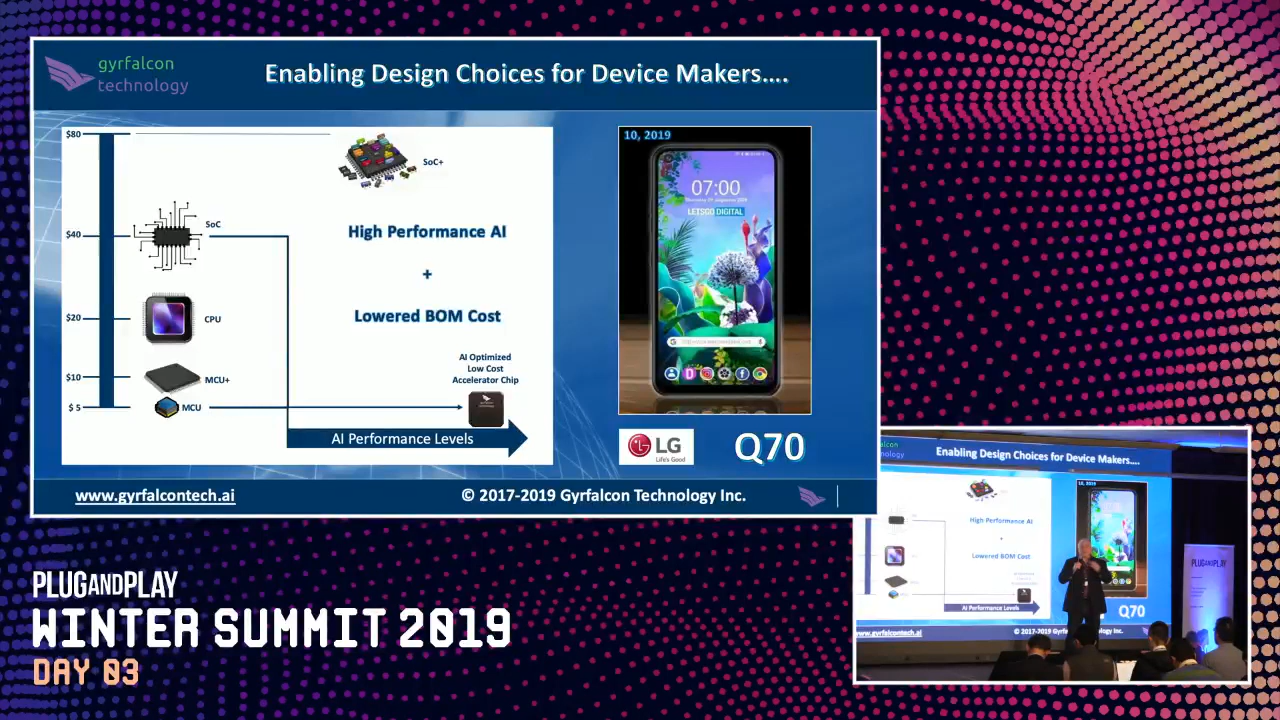 gyrfalcon
technology
Enabling Design Choices for Device Makers....
$80
$40
$20
$10
$ 5
SoC+
SoC
CPU
MCU+
MCU
High Performance AI
+
Lowered BOM Cost
AI Optimized
Low Cost
Accelerator Chip
AI Performance Levels
10, 2019
07:00
LETSGO DIGITAL
LG
Life's Good
Q70
www.gyrfalcontech.ai
© 2017-2019 Gyrfalcon Technology Inc.
PLUGANDPLAY
WINTER SUMMIT 2019
DAY 03
Enabling Design Choices for Device Makers....
10, 2019
High Performance AI
+
Lowered BOM Cost
AI Performance Levels
Q70
www.gyrfalcontech.ai
PLUGANDPLAY